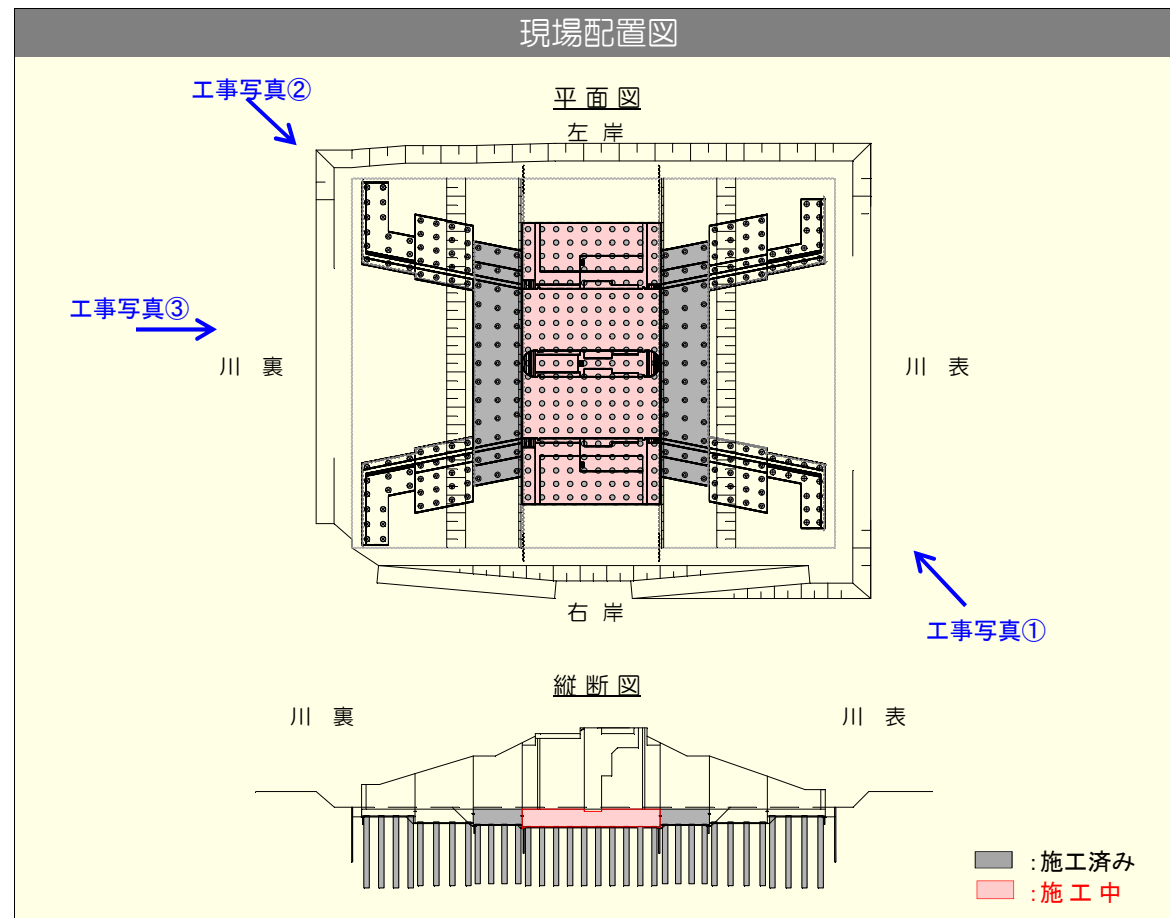 現場配置図
工事写真②
平 面 図
左 岸
工事写真③
川 裏
川 表
右 岸
工事写真①
縦 断 図
川 裏
川 表
：施工済み
：施 工 中